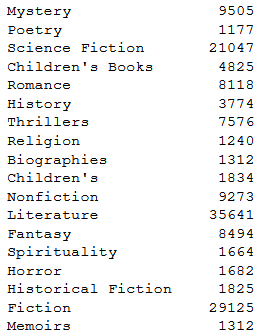 Mystery 9505
Poetry 1177
Science Fiction 21047
Children's Books 4825
Romance 8118
History 3774
Thrillers 7576
Religion 1240
Biographies 1312
Children's 1834
Nonfiction 9273
Literature 35641
Fantasy 8494
Spirituality 1664
Horror 1682
Historical Fiction 1825
Fiction 29125
Memoirs 1312